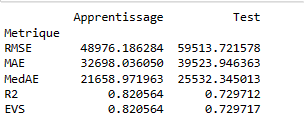 Apprentissage Test
Metrique
RMSE 48976.186284 59513.721578
MAE 32698.036050 39523.946363
MedAE 21658.971963 25532.345013
R2 0.820564 0.729712
EVS 0.820564 0.729717